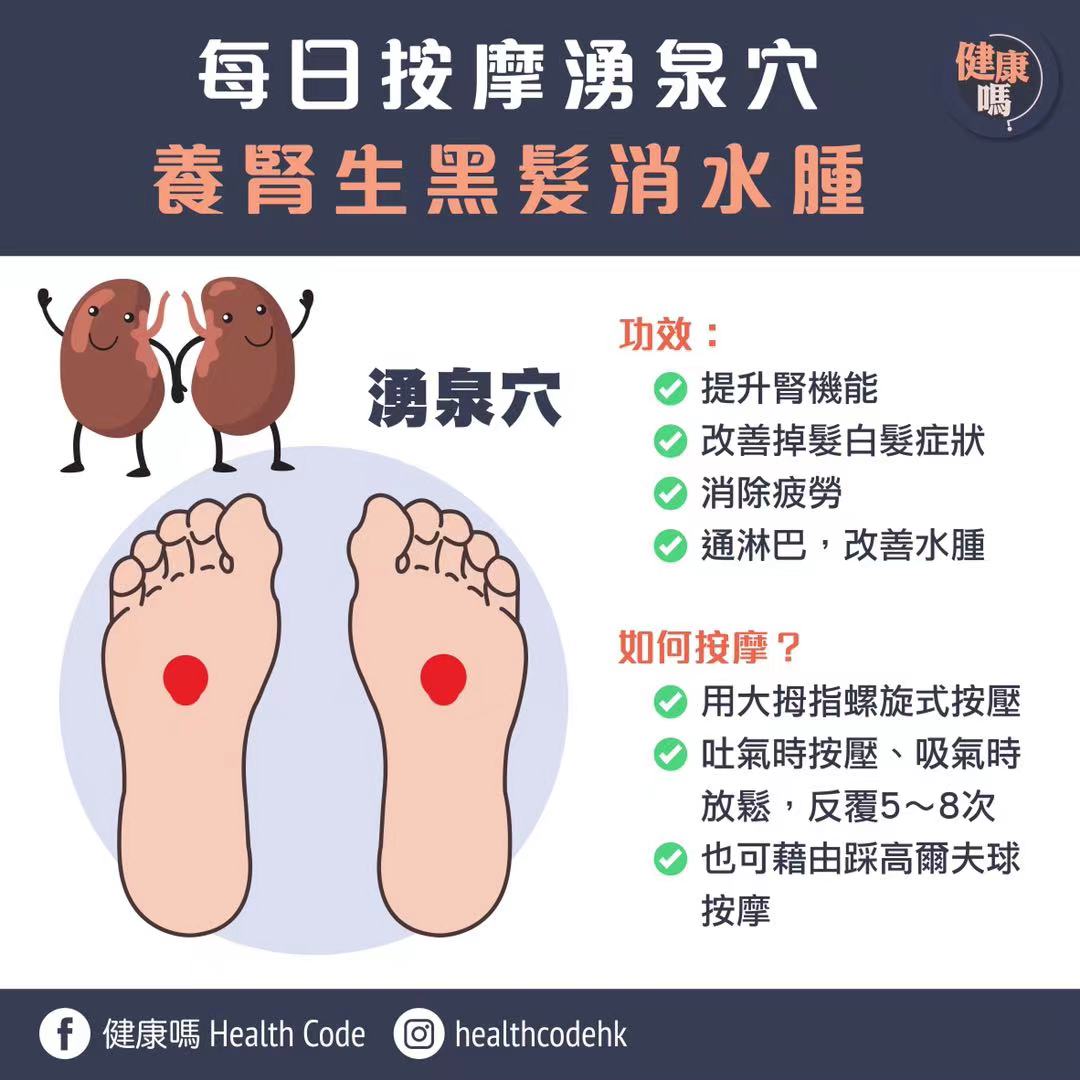 每日按摩湧泉穴
養腎生黑髮消水腫
健康
嗎?
湧泉穴
功效：
提升腎機能
改善掉髮白髮症狀
消除疲勞
通淋巴，改善水腫
如何按摩？
用大拇指螺旋式按壓
吐氣時按壓、吸氣時
放鬆，反覆5～8次
也可藉由踩高爾夫球
按摩
健康嗎 Health Code
healthcodehk